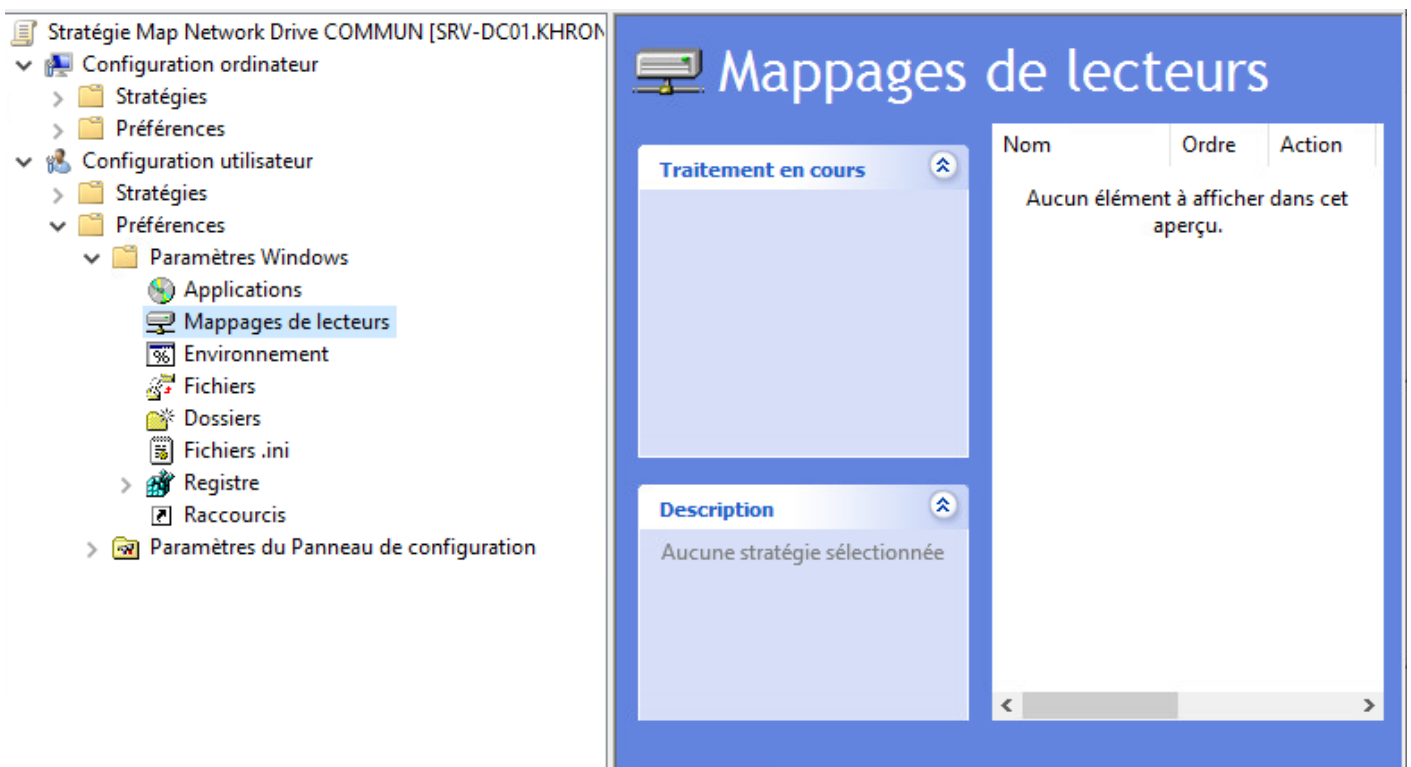 Stratégie Map Network Drive COMMUN [SRV-DC01.KHRON
Configuration ordinateur
Stratégies
Préférences
Configuration utilisateur
Stratégies
Préférences
Paramètres Windows
Applications
Mappages de lecteurs
Environnement
Fichiers
Dossiers
Fichiers .ini
Registre
Raccourcis
Paramètres du Panneau de configuration
Mappages de lecteurs
Traitement en cours
Description
Aucune stratégie sélectionnée
Nom Ordre Action
Aucun élément à afficher dans cet
aperçu.